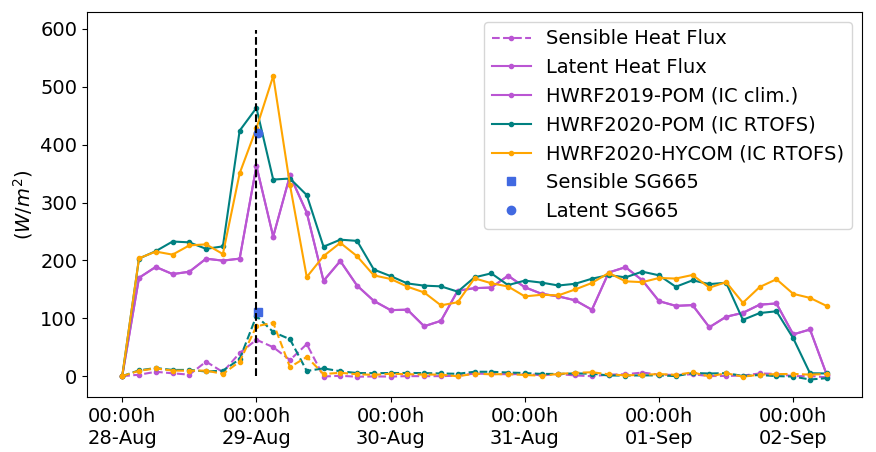 600
500
400
300
200
100
0
(W/m²)
Sensible Heat Flux
Latent Heat Flux
HWRF2019-POM (IC clim.)
HWRF2020-POM (IC RTOFS)
HWRF2020-HYCOM (IC RTOFS)
Sensible SG665
Latent SG665
00:00h 00:00h 00:00h 00:00h 00:00h 00:00h
28-Aug 29-Aug 30-Aug 31-Aug 01-Sep 02-Sep